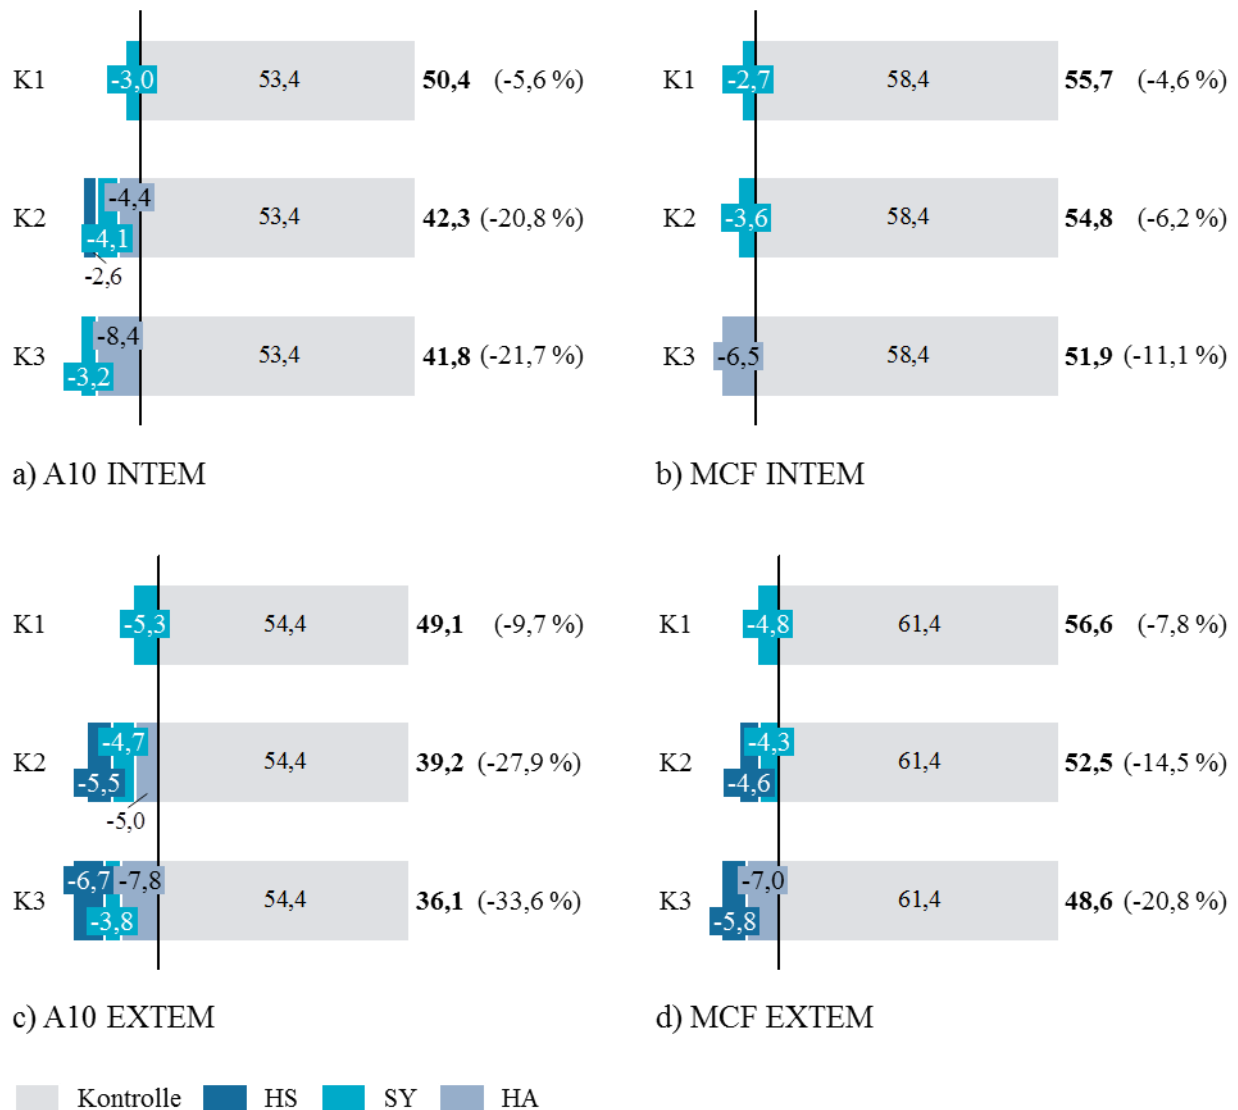 K1 -3,0 53,4 50,4 (-5,6 %)
K2 -4,4 -4,1 -2,6 53,4 42,3 (-20,8 %)
K3 -8,4 -3,2 53,4 41,8 (-21,7 %)
a) A10 INTEM
K1 -2,7 58,4 55,7 (-4,6 %)
K2 -3,6 58,4 54,8 (-6,2 %)
K3 -6,5 58,4 51,9 (-11,1 %)
b) MCF INTEM
K1 -5,3 54,4 49,1 (-9,7 %)
K2 -4,7 -5,5 -5,0 54,4 39,2 (-27,9 %)
K3 -6,7 -7,8 -3,8 54,4 36,1 (-33,6 %)
c) A10 EXTEM
K1 -4,8 61,4 56,6 (-7,8 %)
K2 -4,3 -4,6 61,4 52,5 (-14,5 %)
K3 -7,0 -5,8 61,4 48,6 (-20,8 %)
d) MCF EXTEM
Kontrolle HS SY HA